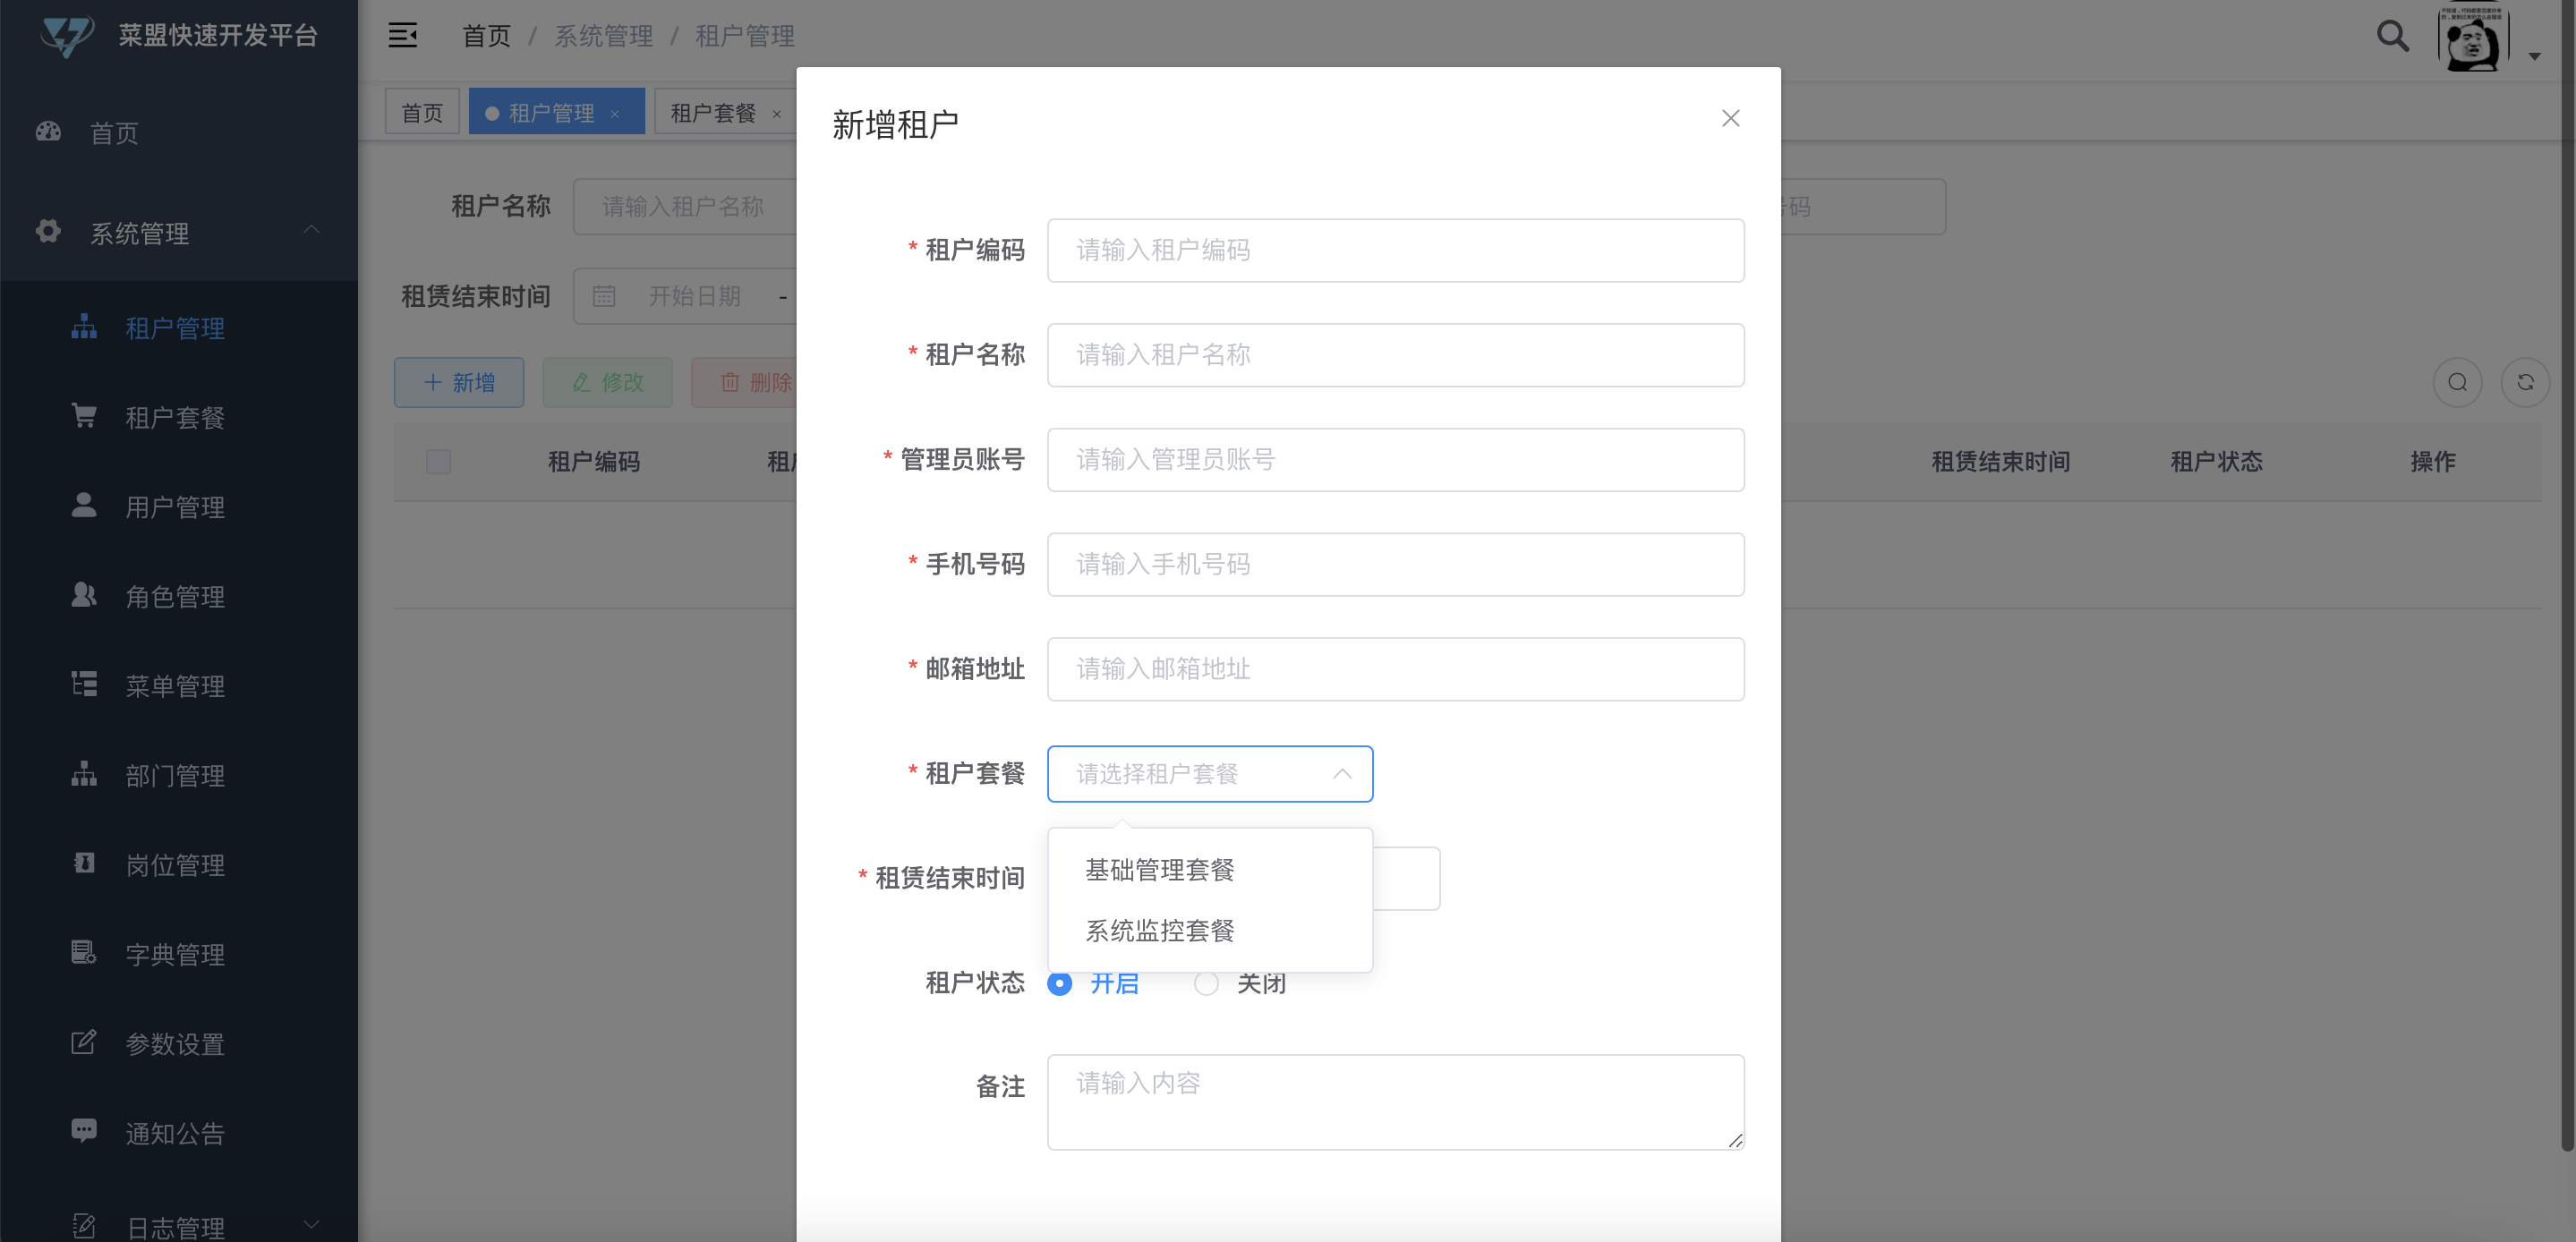 菜盟快速开发平台
首页 / 系统管理 / 租户管理
首页
租户管理 ×
租户套餐 ×
首页
系统管理
租户管理
租户套餐
用户管理
角色管理
菜单管理
部门管理
岗位管理
字典管理
参数设置
通知公告
日志管理
租户名称 请输入租户名称
号码
租赁结束时间 开始日期 -
新增
修改
删除
租户编码
租户
租赁结束时间
租户状态
操作
新增租户
* 租户编码 请输入租户编码
* 租户名称 请输入租户名称
* 管理员账号 请输入管理员账号
* 手机号码 请输入手机号码
* 邮箱地址 请输入邮箱地址
* 租户套餐 请选择租户套餐
基础管理套餐
系统监控套餐
* 租赁结束时间
租户状态 开启 关闭
备注 请输入内容